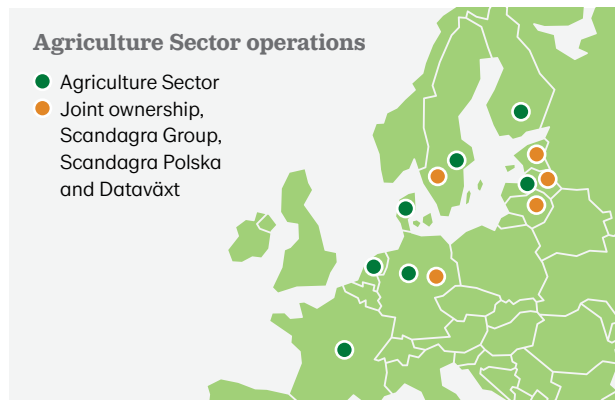 Agriculture Sector operations
Agriculture Sector
Joint ownership,
Scandagra Group,
Scandagra Polska
and Dataväxt